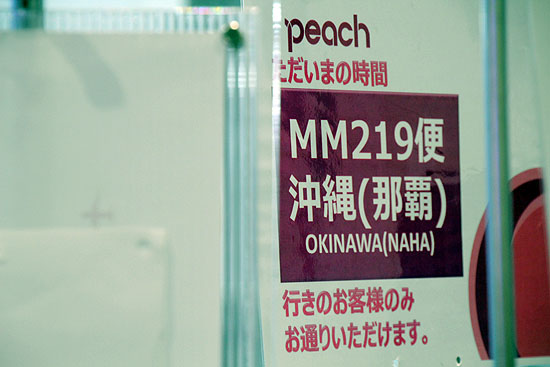 peach
ただいまの時間
MM219便
沖縄(那覇)
OKINAWA(NAHA)
行きのお客様のみ
お通りいただけます。